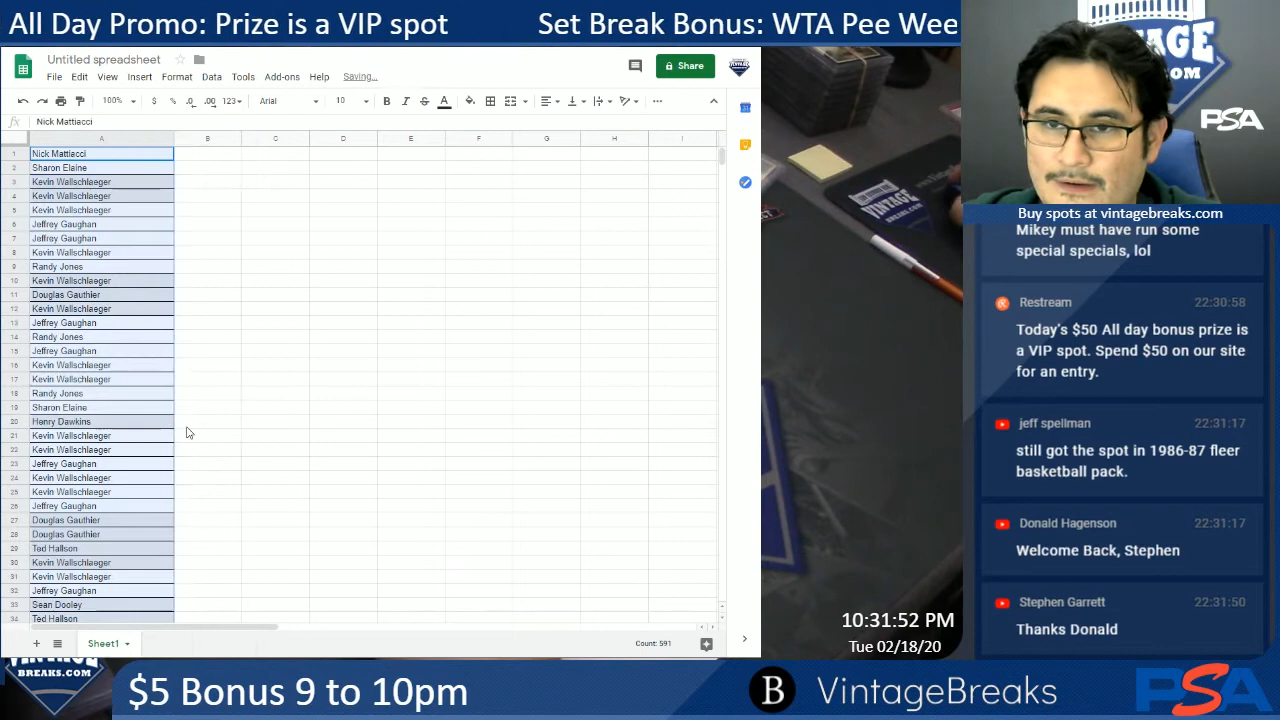 All Day Promo: Prize is a VIP spot Set Break Bonus: WTA Pee Wee
Untitled spreadsheet
File Edit View Insert Format Data Tools Add-ons Help Saving...
Share
100% $ % .0 .00 123 Arial 10 B I S A
fx Nick Mattiacci
A B C D E F G H I
1 Nick Mattiacci
2 Sharon Elaine
3 Kevin Wallschlaeger
4 Kevin Wallschlaeger
5 Kevin Wallschlaeger
6 Jeffrey Gaughan
7 Jeffrey Gaughan
8 Kevin Wallschlaeger
9 Randy Jones
10 Kevin Wallschlaeger
11 Douglas Gauthier
12 Kevin Wallschlaeger
13 Jeffrey Gaughan
14 Randy Jones
15 Jeffrey Gaughan
16 Kevin Wallschlaeger
17 Kevin Wallschlaeger
18 Randy Jones
19 Sharon Elaine
20 Henry Dawkins
21 Kevin Wallschlaeger
22 Kevin Wallschlaeger
23 Jeffrey Gaughan
24 Kevin Wallschlaeger
25 Kevin Wallschlaeger
26 Jeffrey Gaughan
27 Douglas Gauthier
28 Douglas Gauthier
29 Ted Hallson
30 Kevin Wallschlaeger
31 Kevin Wallschlaeger
32 Jeffrey Gaughan
33 Sean Dooley
34 Ted Hallson
Sheet1
Count: 591
VINTAGE
PSA
Buy spots at vintagebreaks.com
Mikey must have run some
special specials, lol
Restream 22:30:58
Today's $50 All day bonus prize is
a VIP spot. Spend $50 on our site
for an entry.
jeff spellman 22:31:17
still got the spot in 1986-87 fleer
basketball pack.
Donald Hagenson 22:31:17
Welcome Back, Stephen
Stephen Garrett 22:31:50
Thanks Donald
10:31:52 PM
Tue 02/18/20
VINTAGE
BREAKS.COM
$5 Bonus 9 to 10pm
B VintageBreaks
PSA